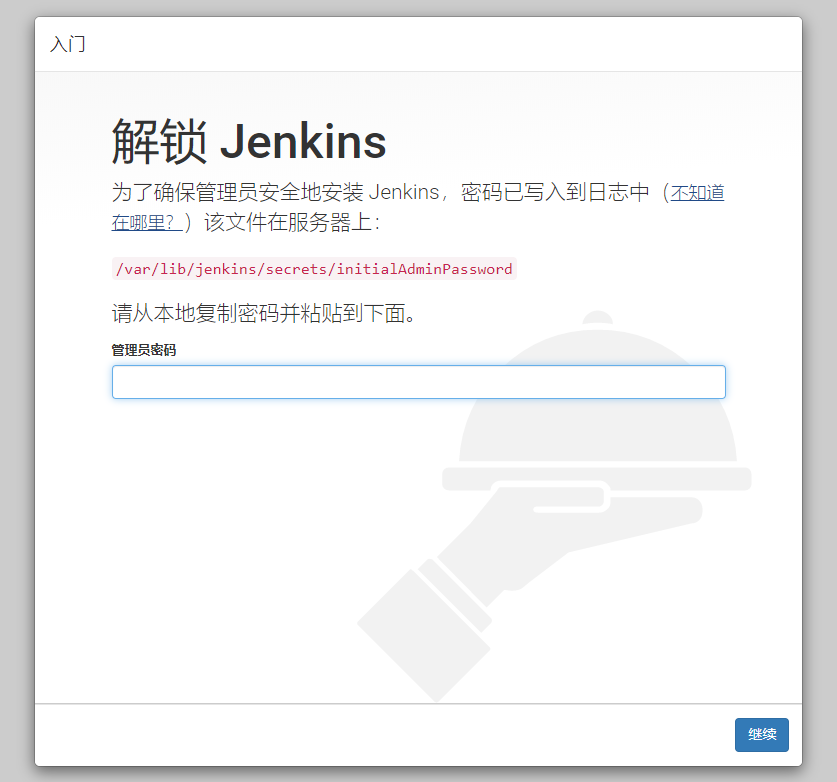 入门
解锁 Jenkins
为了确保管理员安全地安装 Jenkins，密码已写入到日志中（不知道
在哪里？）该文件在服务器上：
/var/lib/jenkins/secrets/initialAdminPassword
请从本地复制密码并粘贴到下面。
管理员密码
继续